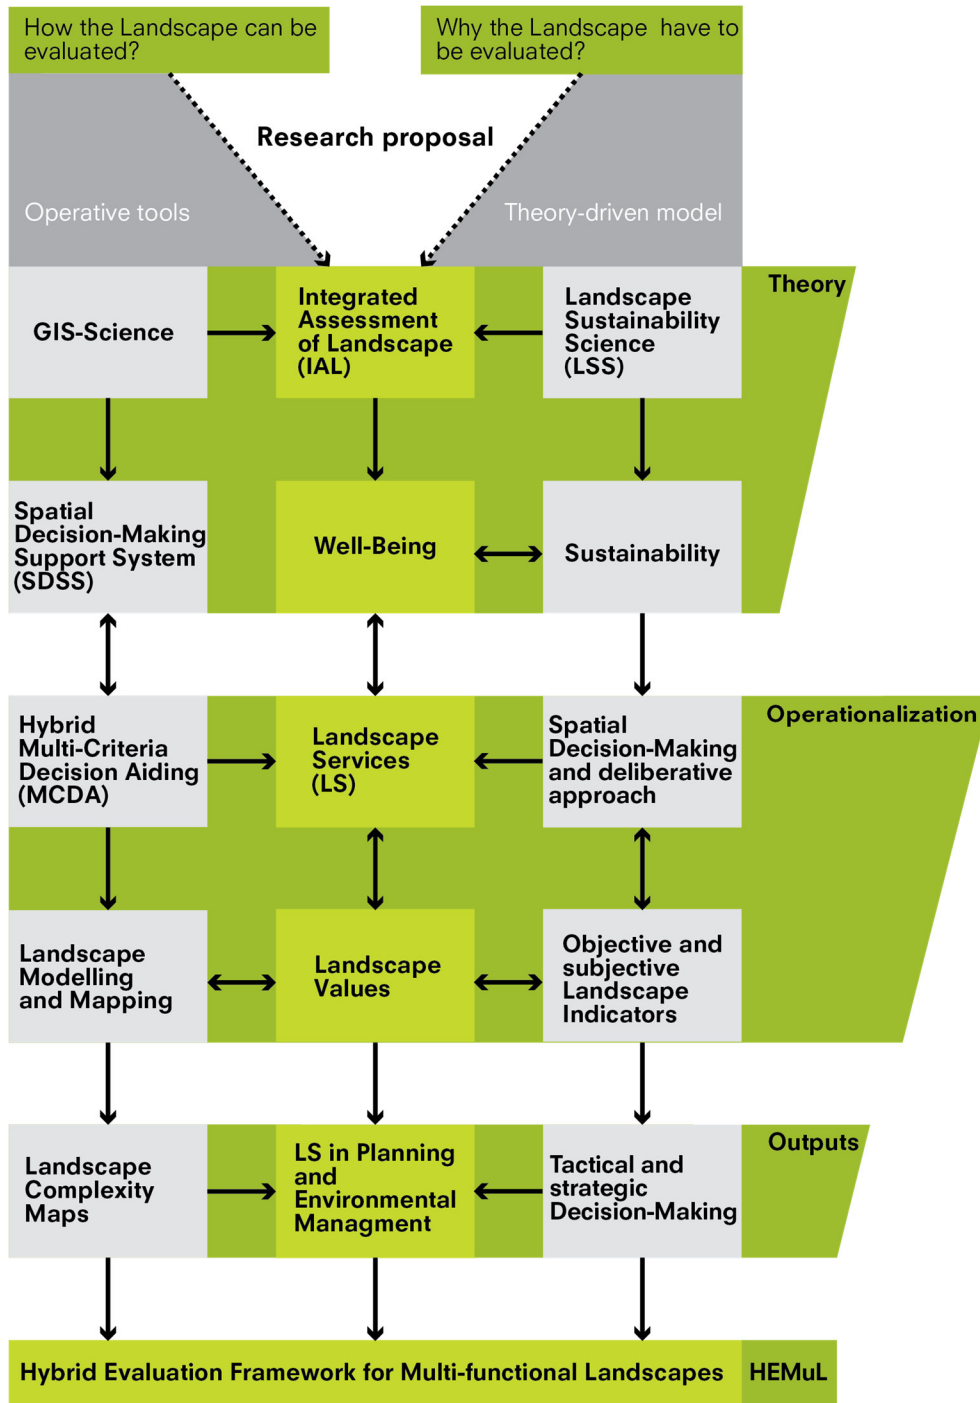 How the Landscape can be
evaluated?
Why the Landscape have to
be evaluated?
Research proposal
Operative tools
Theory-driven model
Theory
GIS-Science
Integrated
Assessment
of Landscape
(IAL)
Landscape
Sustainability
Science
(LSS)
Spatial
Decision-Making
Support System
(SDSS)
Well-Being
Sustainability
Operationalization
Hybrid
Multi-Criteria
Decision Aiding
(MCDA)
Landscape
Services
(LS)
Spatial
Decision-Making
and deliberative
approach
Landscape
Modelling
and Mapping
Landscape
Values
Objective and
subjective
Landscape
Indicators
Outputs
Landscape
Complexity
Maps
LS in Planning
and
Environmental
Managment
Tactical and
strategic
Decision-Making
Hybrid Evaluation Framework for Multi-functional Landscapes
HEMuL